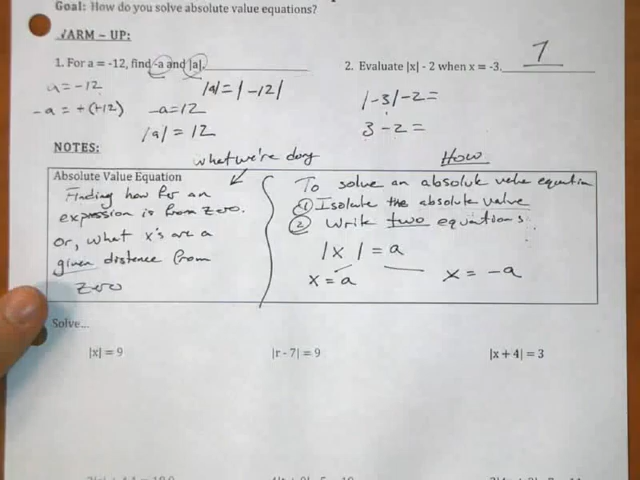 Goal: How do you solve absolute value equations?
WARM – UP:
1. For a = -12, find -a and |a|.
a = -12
|a| = | -12 |
-a = + (+12)
-a = 12
|a| = 12
2. Evaluate |x| - 2 when x = -3. 1
|-3| - 2 =
3 - 2 =
NOTES:
what we're doing
How
Absolute Value Equation
Finding how far an
expression is from zero.
or, what x's are a
given distance from
zero
To solve an absolute value equation
① Isolate the absolute value
② Write two equations.
|x| = a
x = a
x = -a
Solve...
|x| = 9
|r - 7| = 9
|x + 4| = 3